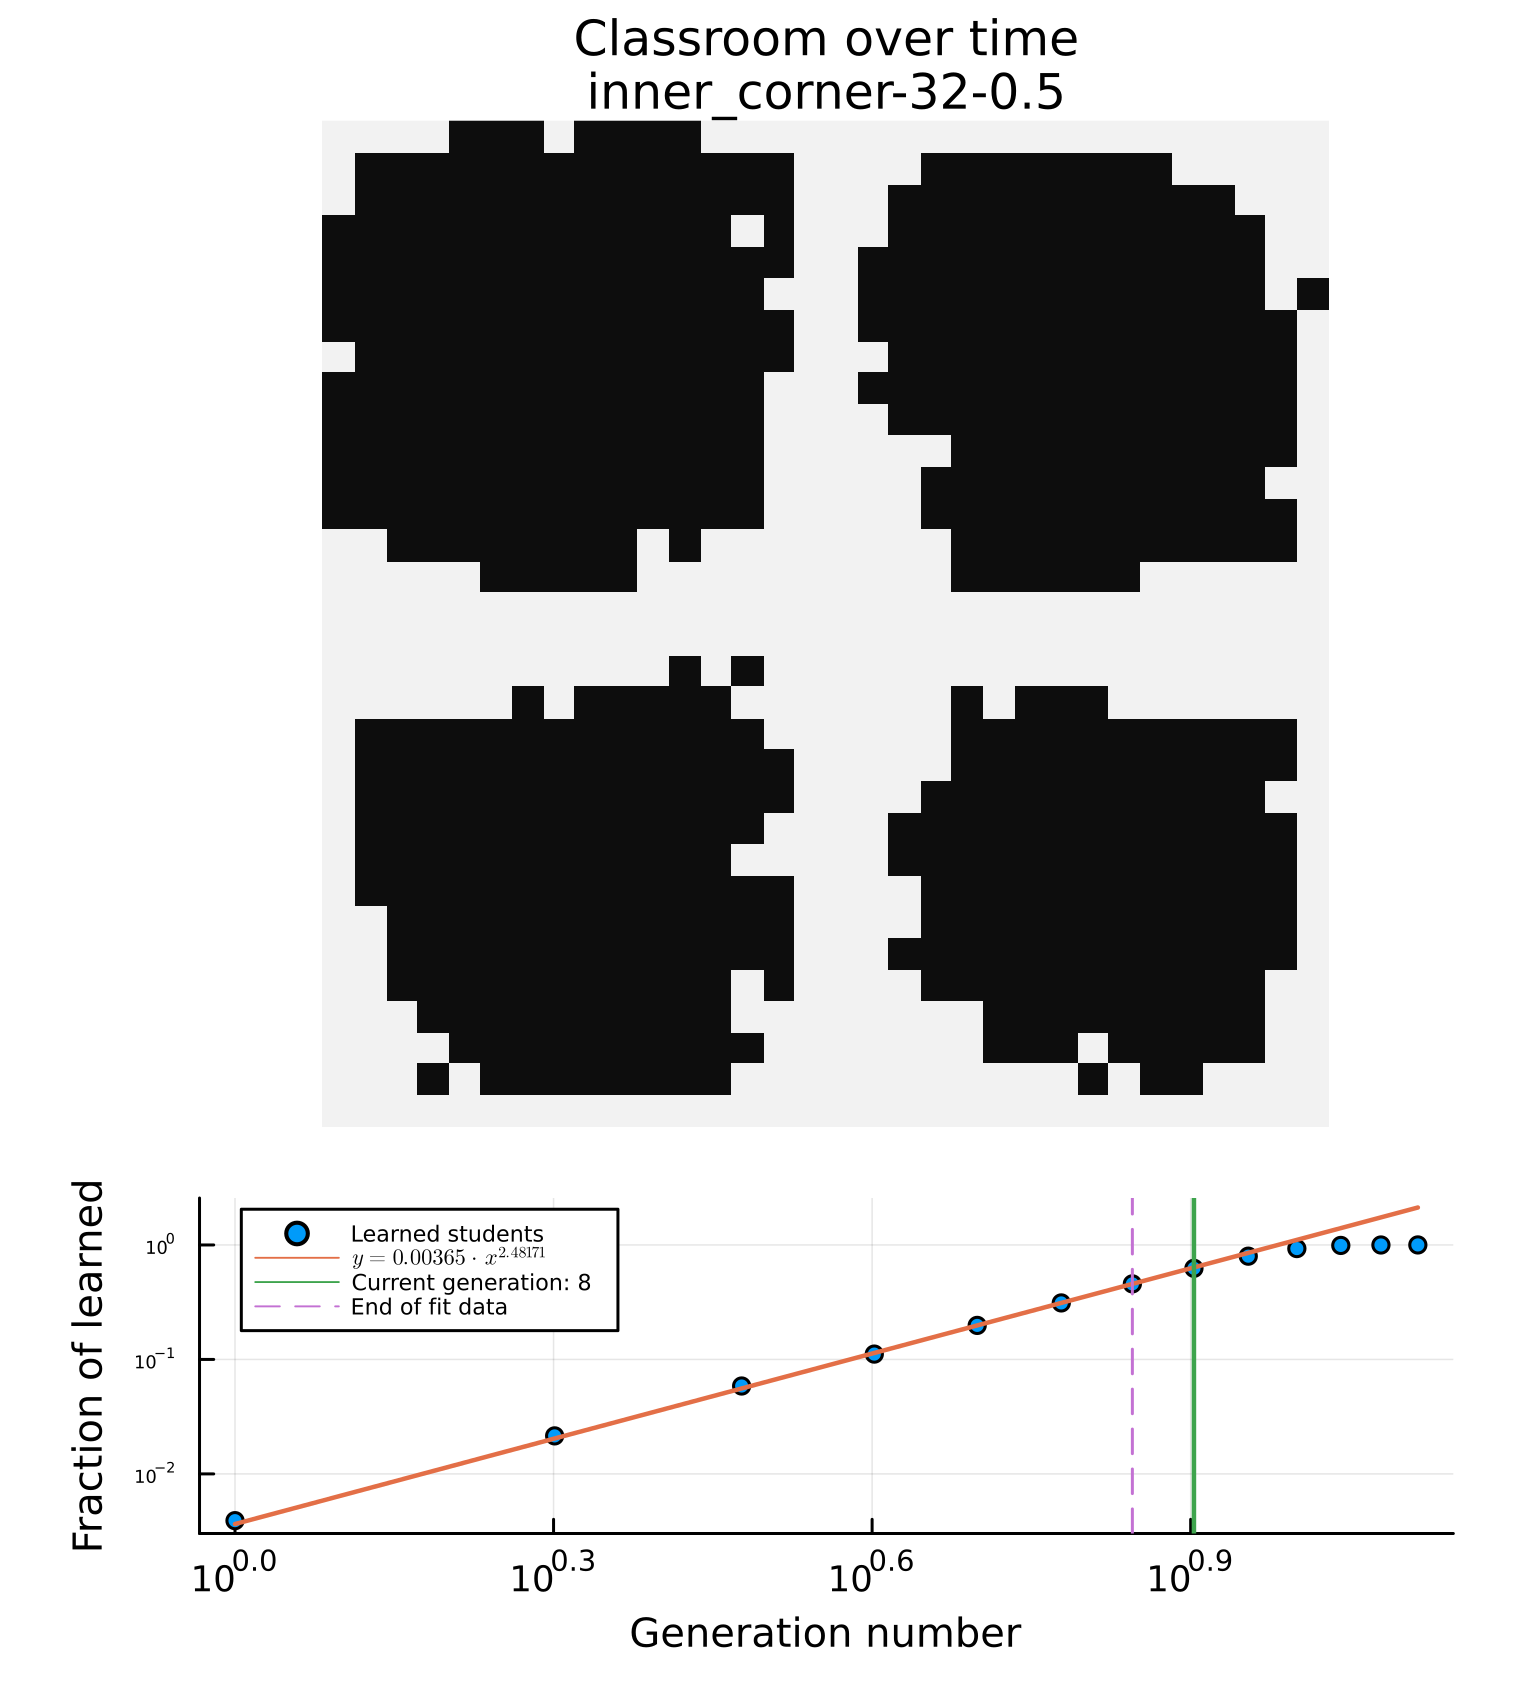 Classroom over time
inner_corner-32-0.5
Fraction of learned
10⁰
10⁻¹
10⁻²
Learned students
y = 0.00365 · x^2.48171
Current generation: 8
End of fit data
10^0.0
10^0.3
10^0.6
10^0.9
Generation number